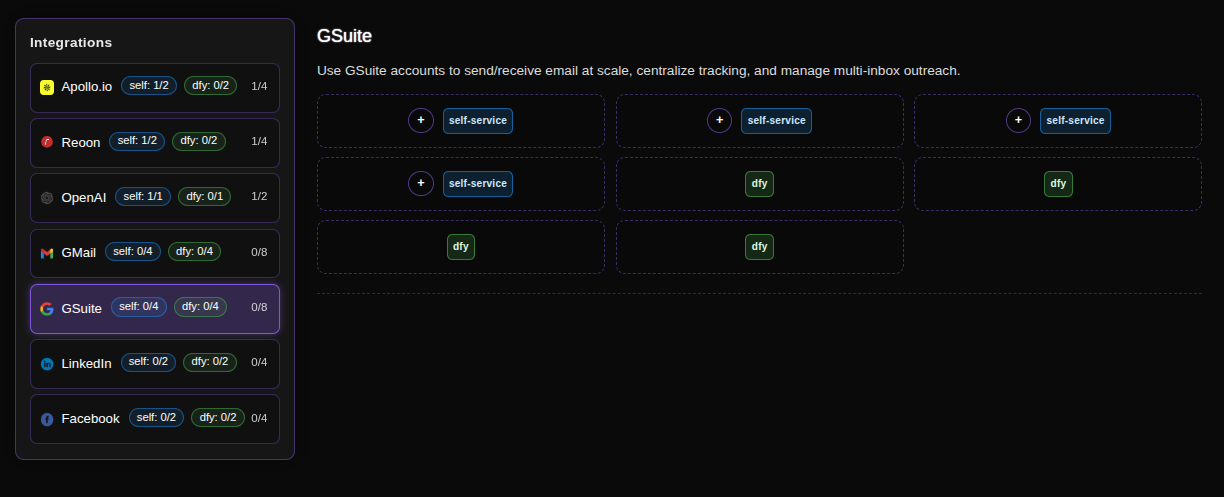 Integrations
Apollo.io self: 1/2 dfy: 0/2 1/4
Reoon self: 1/2 dfy: 0/2 1/4
OpenAI self: 1/1 dfy: 0/1 1/2
GMail self: 0/4 dfy: 0/4 0/8
GSuite self: 0/4 dfy: 0/4 0/8
LinkedIn self: 0/2 dfy: 0/2 0/4
Facebook self: 0/2 dfy: 0/2 0/4
GSuite
Use GSuite accounts to send/receive email at scale, centralize tracking, and manage multi-inbox outreach.
+ self-service + self-service + self-service
+ self-service dfy dfy
dfy dfy